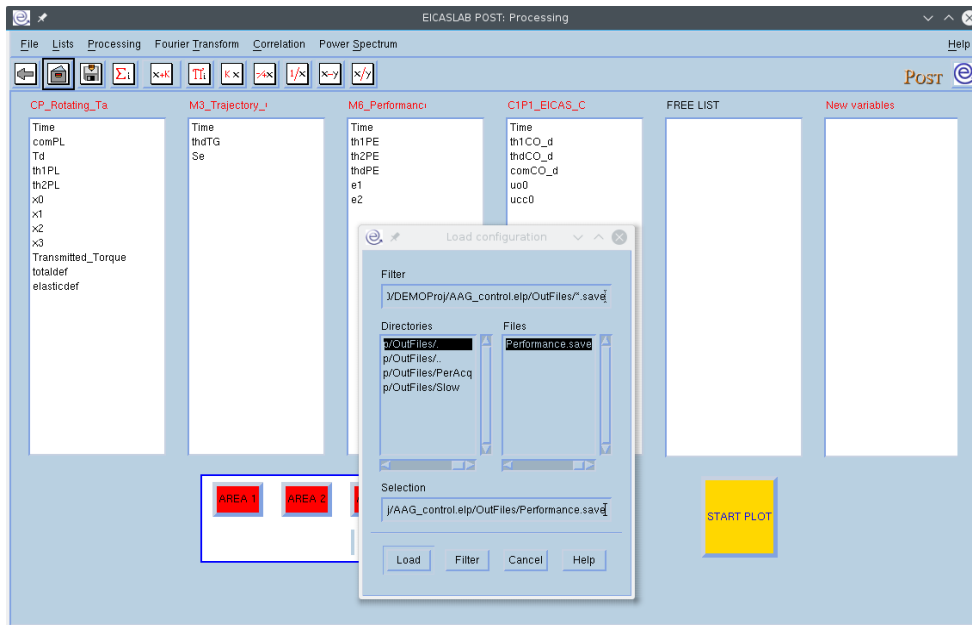 EICASLAB POST: Processing
File Lists Processing Fourier Transform Correlation Power Spectrum Help
Σi x+K Πi K x -x 1/x x-y x/y POST
CP_Rotating_Ta M3_Trajectory_ M6_Performanc C1P1_EICAS_C FREE LIST New variables
Time
comPL
Td
th1PL
th2PL
x0
x1
x2
x3
Transmitted_Torque
totaldef
elasticdef
Time
thdTG
Se
Time
th1PE
th2PE
thdPE
e1
e2
Time
th1CO_d
thdCO_d
comCO_d
uo0
ucc0
Load configuration
Filter
)/DEMOProj/AAG_control.elp/OutFiles/*.save
Directories Files
p/OutFiles/.
p/OutFiles/..
p/OutFiles/PerAcq
p/OutFiles/Slow
Performance.save
Selection
j/AAG_control.elp/OutFiles/Performance.save
Load Filter Cancel Help
AREA 1 AREA 2
START PLOT